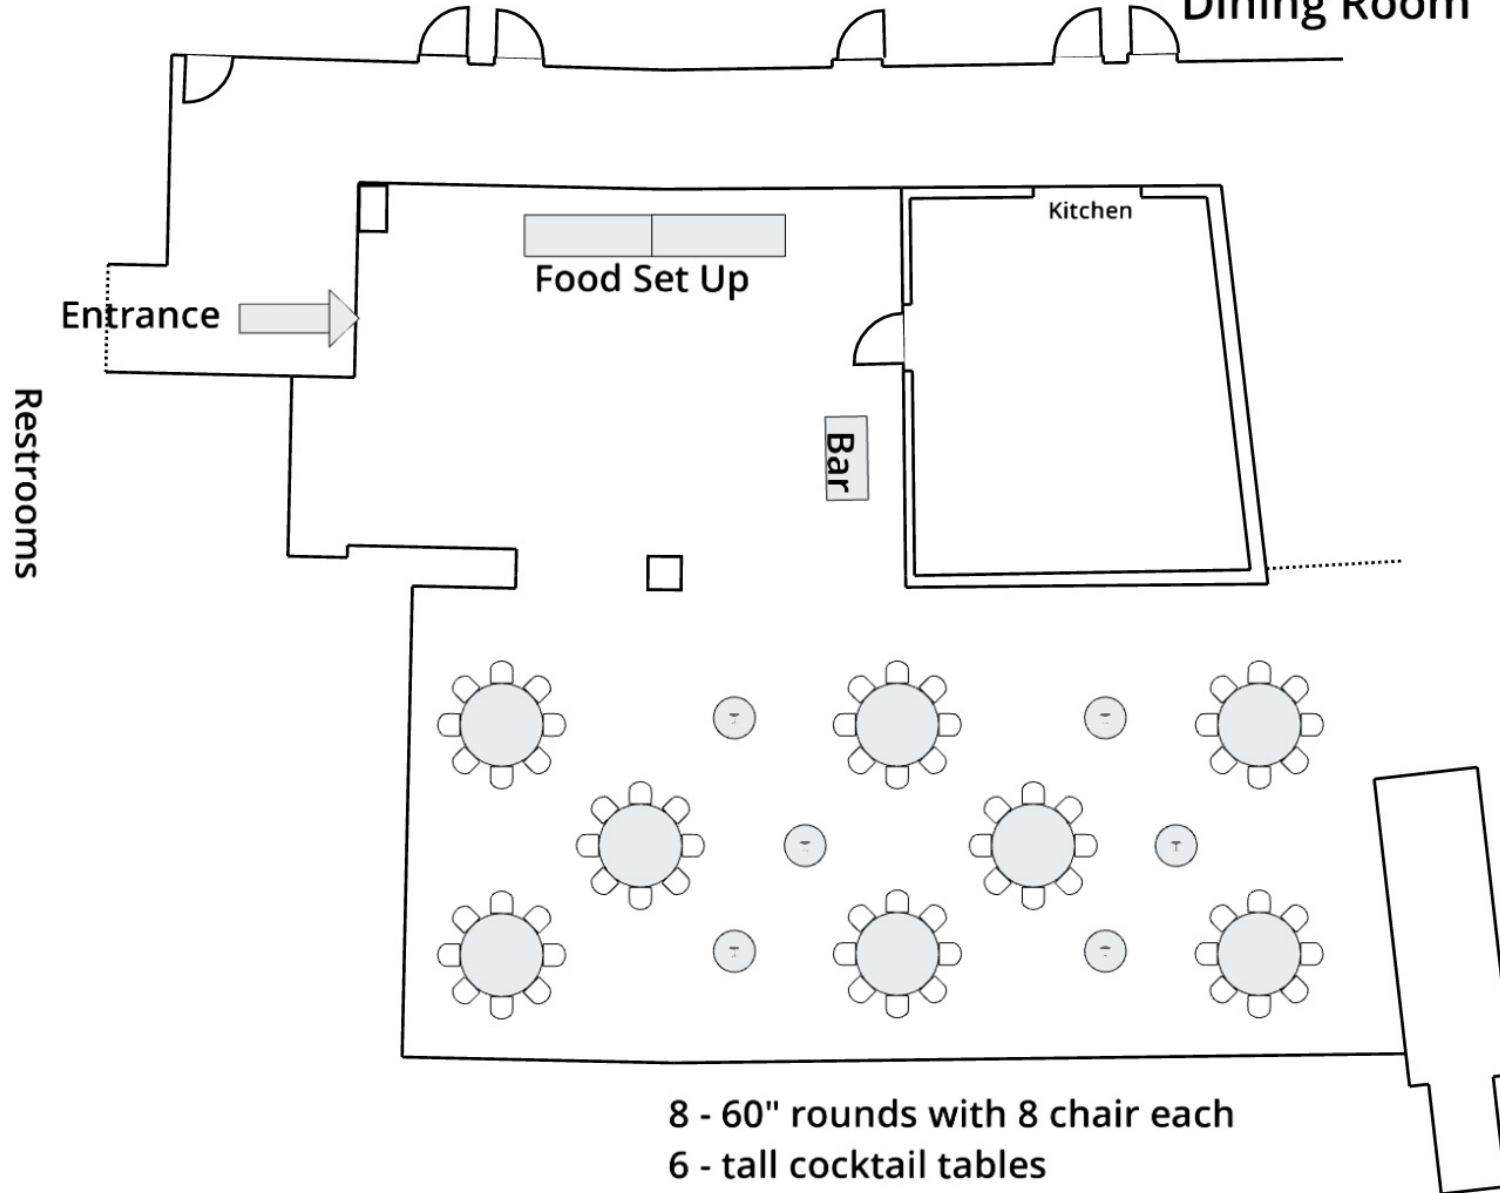 Dining Room
Kitchen
Food Set Up
Entrance
Restrooms
Bar
8 - 60" rounds with 8 chair each
6 - tall cocktail tables